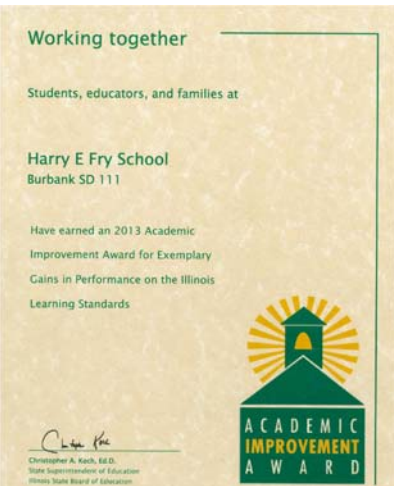 Working together
Students, educators, and families at
Harry E Fry School
Burbank SD 111
Have earned an 2013 Academic
Improvement Award for Exemplary
Gains in Performance on the Illinois
Learning Standards
Christopher A. Koch, Ed.D.
State Superintendent of Education
Illinois State Board of Education
ACADEMIC
IMPROVEMENT
AWARD